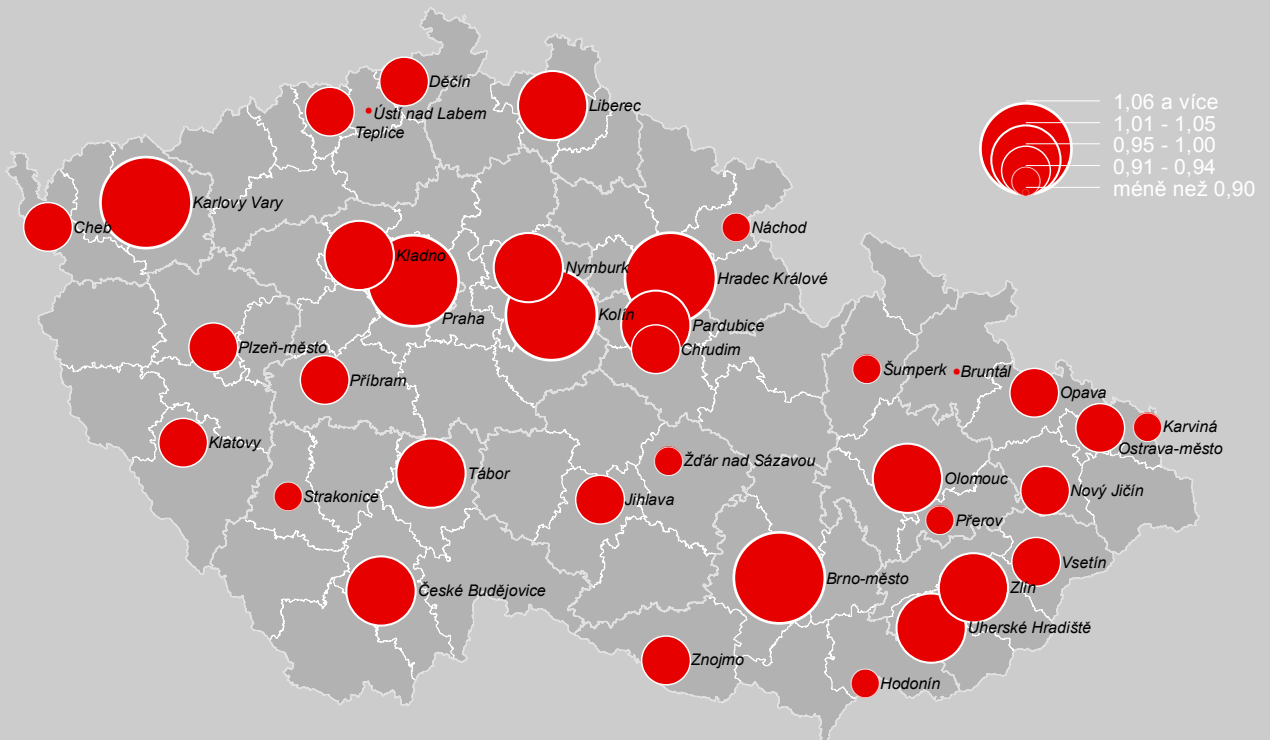 Děčín
Liberec
Ústí nad Labem
Teplice
1,06 a více
1,01 - 1,05
0,95 - 1,00
0,91 - 0,94
méně než 0,90
Karlovy Vary
Cheb
Náchod
Kladno
Nymburk
Hradec Králové
Praha
Kolín
Pardubice
Chrudim
Plzeň-město
Příbram
Šumperk
Bruntál
Opava
Klatovy
Karviná
Ostrava-město
Žďár nad Sázavou
Tábor
Olomouc
Nový Jičín
Strakonice
Jihlava
Přerov
Vsetín
Brno-město
České Budějovice
Zlín
Uherské Hradiště
Znojmo
Hodonín